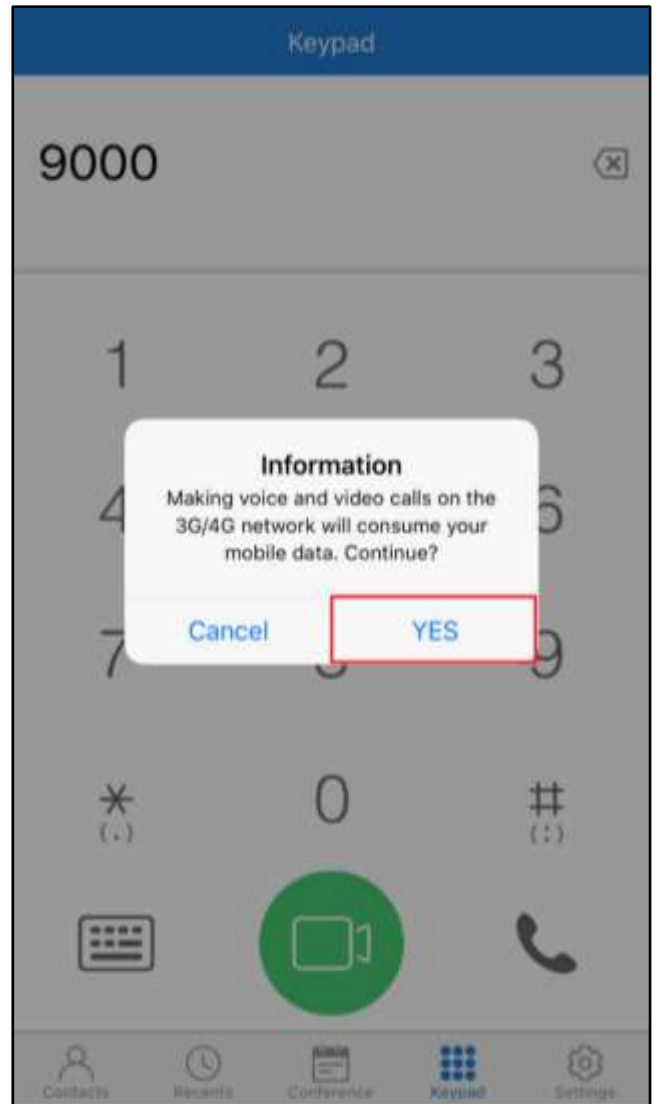 Keypad
9000
1 2 3
4 6
Information
Making voice and video calls on the
3G/4G network will consume your
mobile data. Continue?
Cancel YES
7 9
* 0 #
(.) (:)
Contacts Recents Conference Keypad Settings